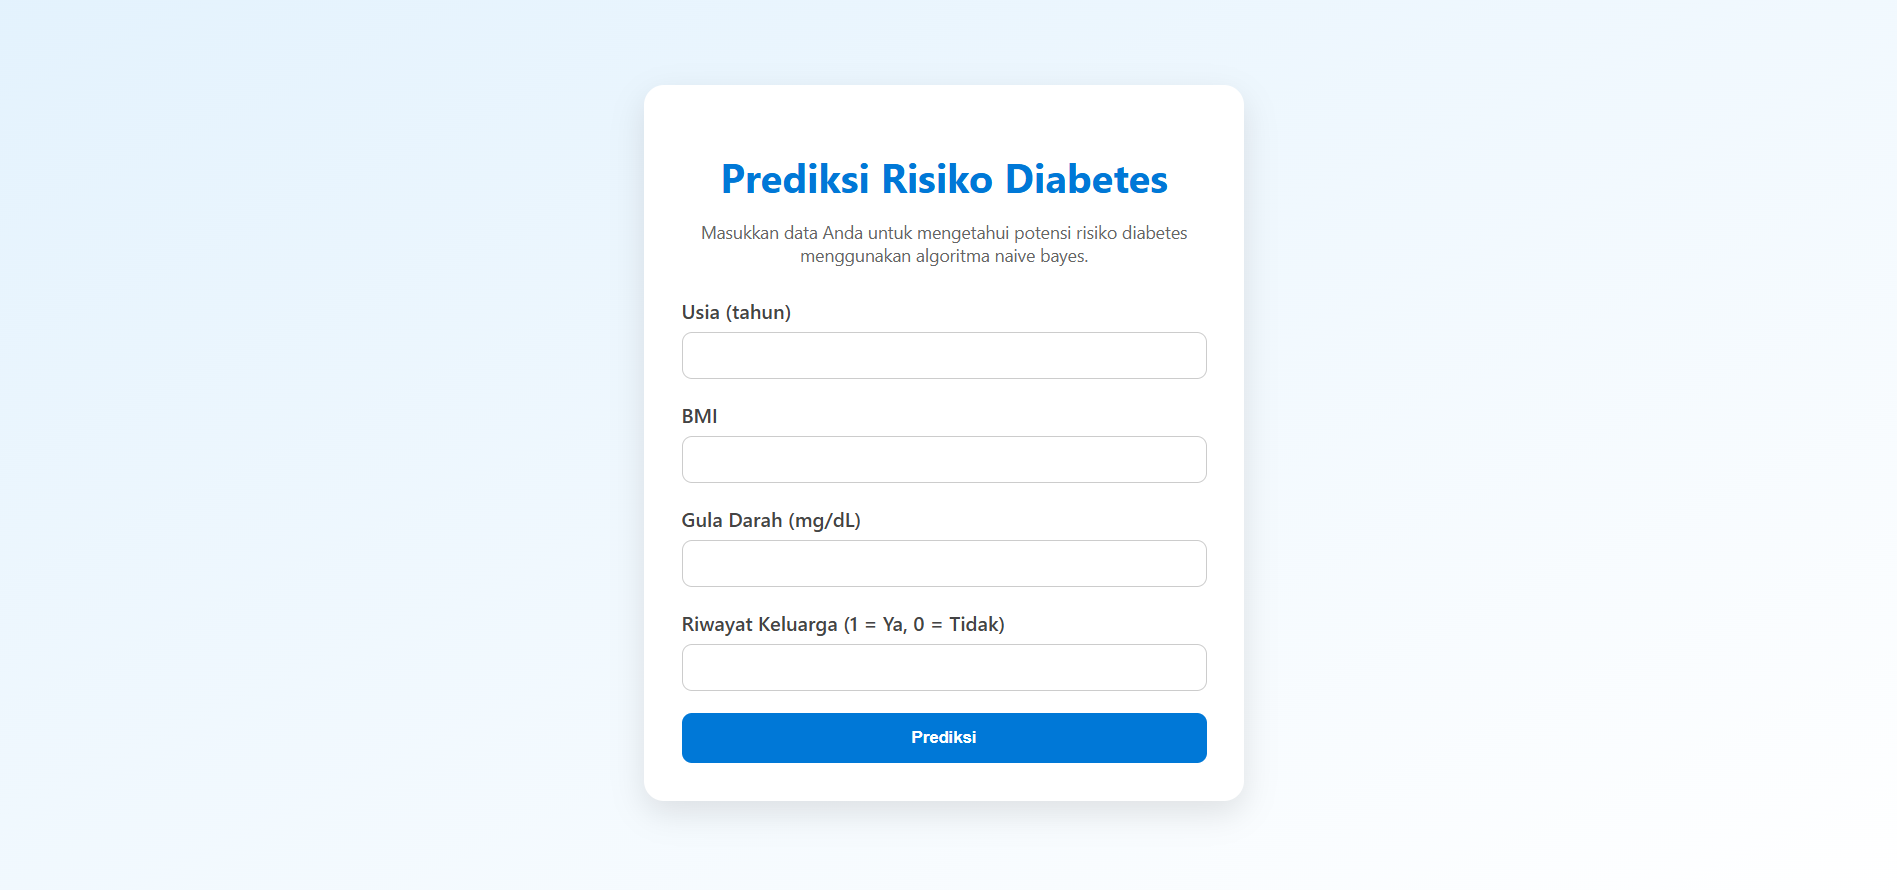 Prediksi Risiko Diabetes
Masukkan data Anda untuk mengetahui potensi risiko diabetes
menggunakan algoritma naive bayes.
Usia (tahun)
BMI
Gula Darah (mg/dL)
Riwayat Keluarga (1 = Ya, 0 = Tidak)
Prediksi